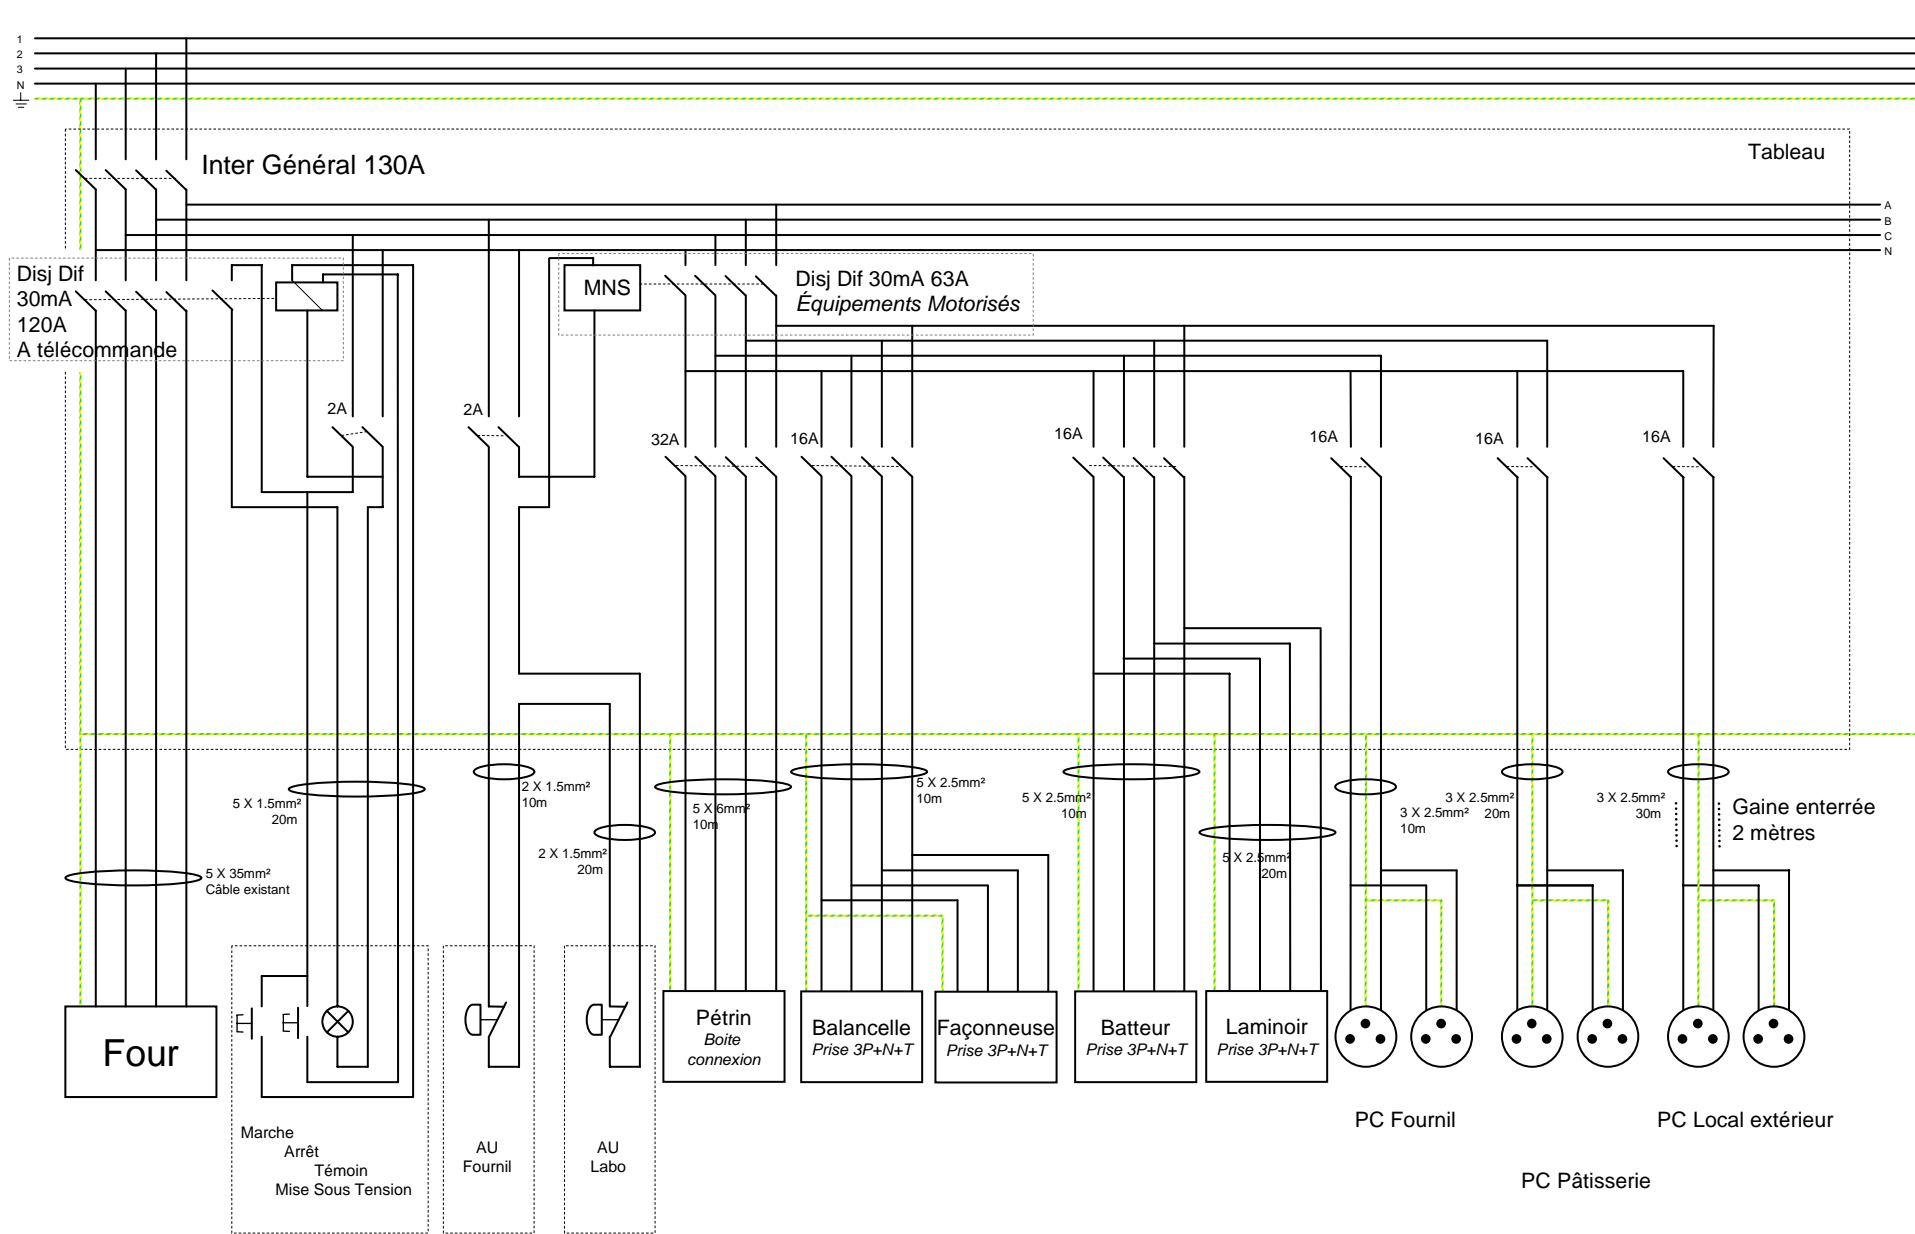 1
2
3
N
Tableau
Inter Général 130A
A
B
C
N
Disj Dif
30mA
120A
A télécommande
MNS
Disj Dif 30mA 63A
Équipements Motorisés
2A
2A
32A
16A
16A
16A
16A
16A
5 X 1.5mm²
20m
2 X 1.5mm²
10m
2 X 1.5mm²
20m
5 X 6mm²
10m
5 X 2.5mm²
10m
5 X 2.5mm²
10m
5 X 2.5mm²
20m
3 X 2.5mm²
10m
3 X 2.5mm²
20m
3 X 2.5mm²
30m
Gaine enterrée
2 mètres
5 X 35mm²
Câble existant
Four
Pétrin
Boite
connexion
Balancelle
Prise 3P+N+T
Façonneuse
Prise 3P+N+T
Batteur
Prise 3P+N+T
Laminoir
Prise 3P+N+T
Marche
Arrêt
Témoin
Mise Sous Tension
AU
Fournil
AU
Labo
PC Fournil
PC Local extérieur
PC Pâtisserie